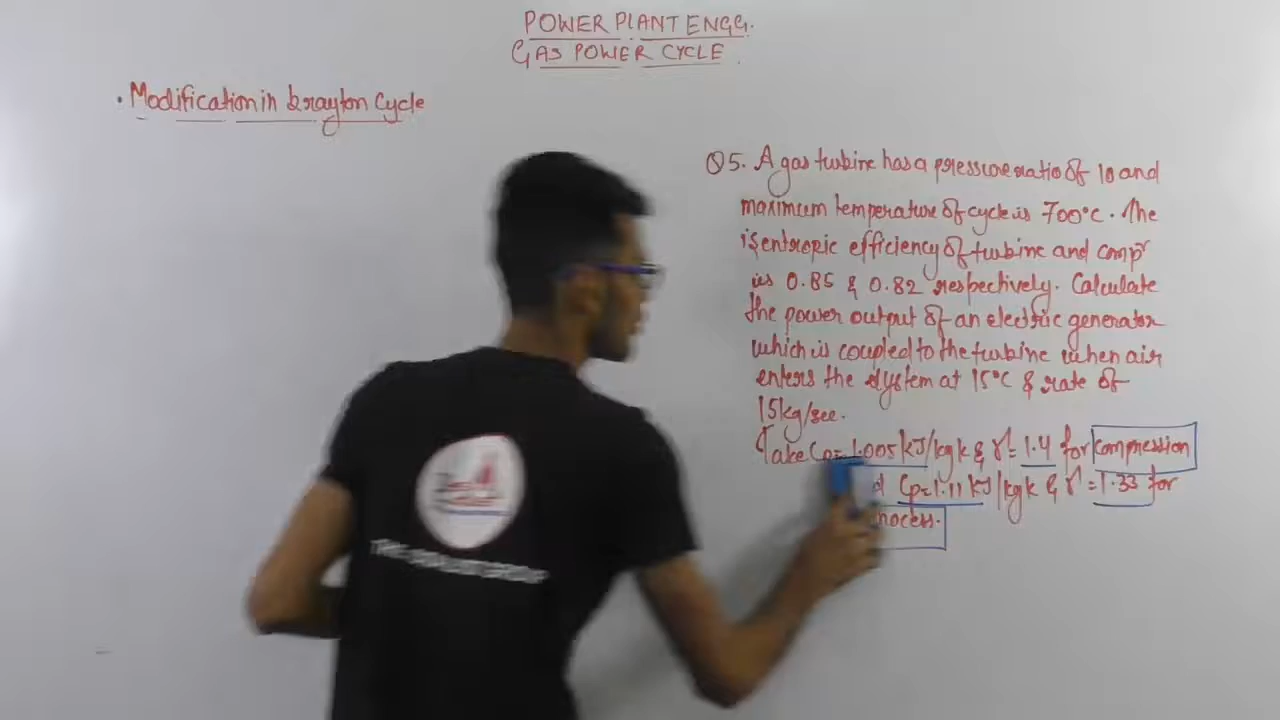 POWER PLANT ENGG.
GAS POWER CYCLE
. Modification in brayton Cycle
Q5. A gas turbine has a pressure ratio of 10 and
maximum temperature of cycle is 700°C. The
isentropic efficiency of turbine and compr
is 0.85 & 0.82 respectively. Calculate
the power output of an electric generator
which is coupled to the turbine when air
enters the system at 15°C & rate of
15kg/sec.
Take Cp=1.005 kJ/kg k & γ=1.4 for compression
Cp=1.11 kJ/kg k & γ=1.33 for